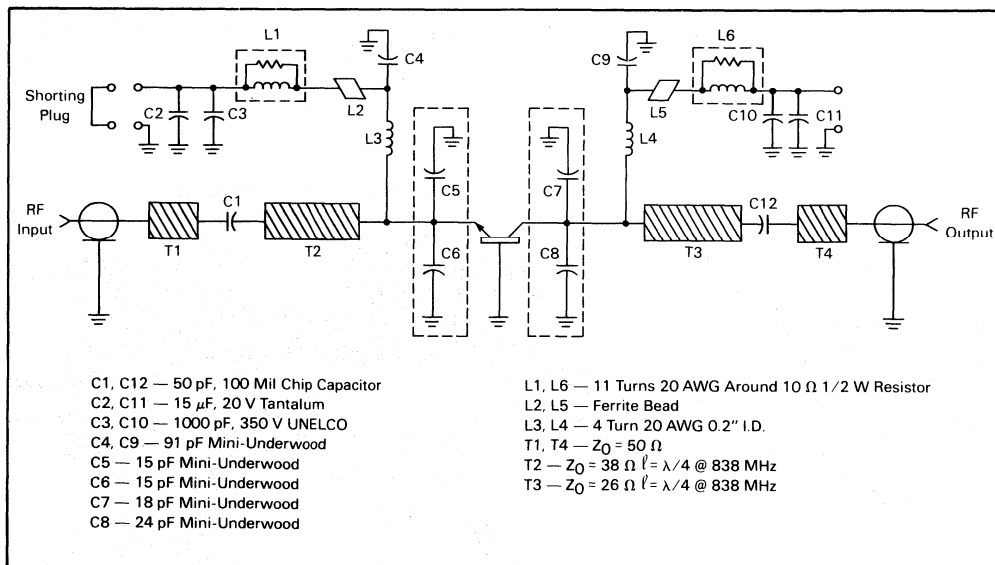 L1
L6
C4
C9
Shorting
Plug
C2
C3
L2
L5
C10
C11
L3
L4
C5
C7
RF
Input
C1
C12
RF
Output
T1
T2
C6
C8
T3
T4
C1, C12 — 50 pF, 100 Mil Chip Capacitor
C2, C11 — 15 μF, 20 V Tantalum
C3, C10 — 1000 pF, 350 V UNELCO
C4, C9 — 91 pF Mini-Underwood
C5 — 15 pF Mini-Underwood
C6 — 15 pF Mini-Underwood
C7 — 18 pF Mini-Underwood
C8 — 24 pF Mini-Underwood
L1, L6 — 11 Turns 20 AWG Around 10 Ω 1/2 W Resistor
L2, L5 — Ferrite Bead
L3, L4 — 4 Turn 20 AWG 0.2" I.D.
T1, T4 — Z0 = 50 Ω
T2 — Z0 = 38 Ω ℓ = λ/4 @ 838 MHz
T3 — Z0 = 26 Ω ℓ = λ/4 @ 838 MHz